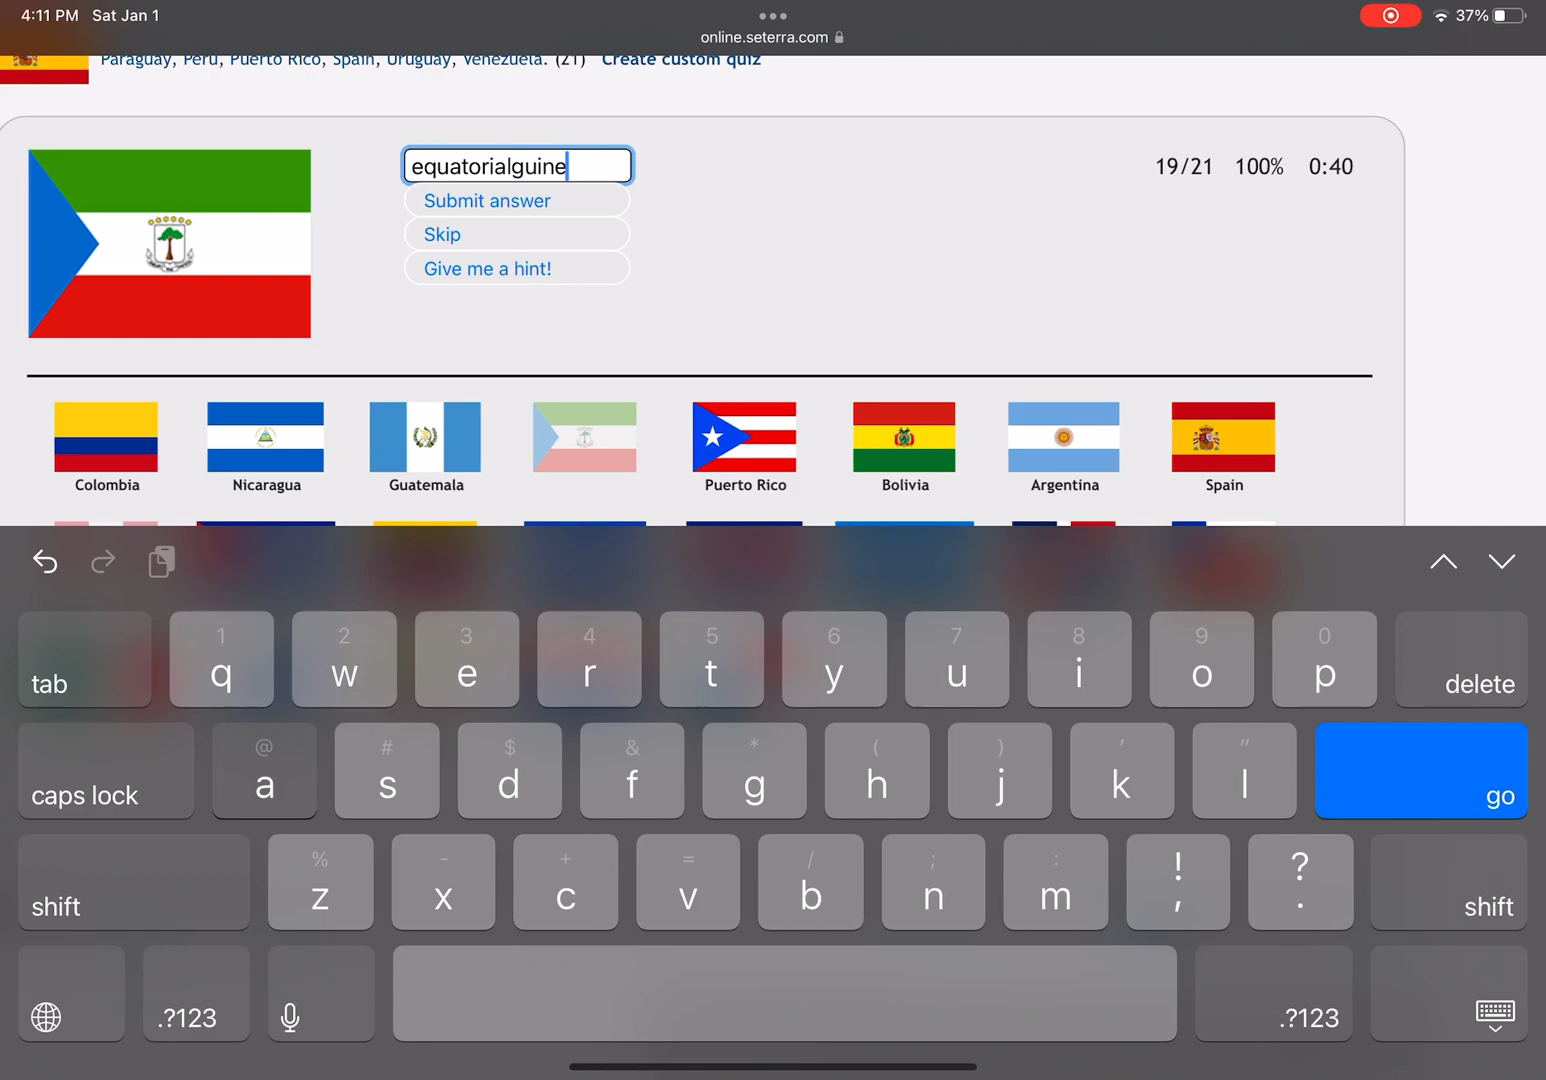 4:11 PM Sat Jan 1
37%
online.seterra.com
Paraguay, Peru, Puerto Rico, Spain, Uruguay, Venezuela. (21) Create custom quiz
equatorialguine
19/21 100% 0:40
Submit answer
Skip
Give me a hint!
Colombia Nicaragua Guatemala Puerto Rico Bolivia Argentina Spain
1 2 3 4 5 6 7 8 9 0
tab q w e r t y u i o p delete
@ # $ & * ( ) ' "
caps lock a s d f g h j k l go
% - + = / ; : ! ?
shift z x c v b n m , . shift
.?123 .?123